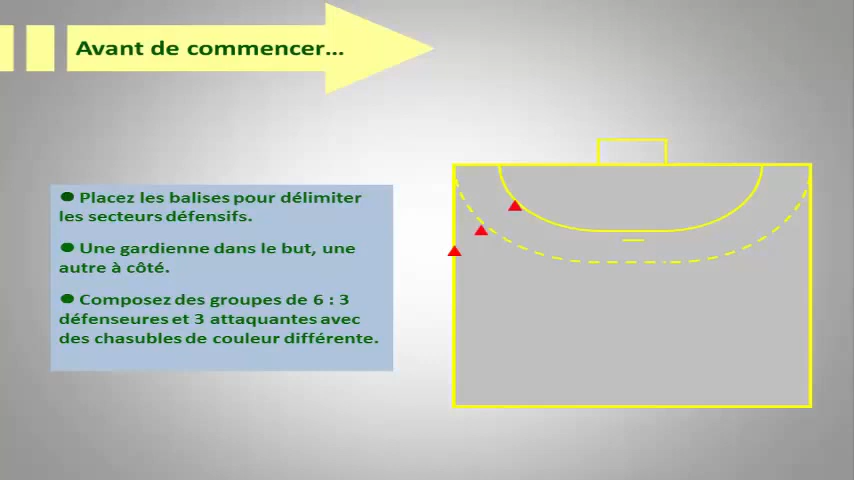 Avant de commencer...
● Placez les balises pour délimiter
les secteurs défensifs.
● Une gardienne dans le but, une
autre à côté.
● Composez des groupes de 6 : 3
défenseures et 3 attaquantes avec
des chasubles de couleur différente.